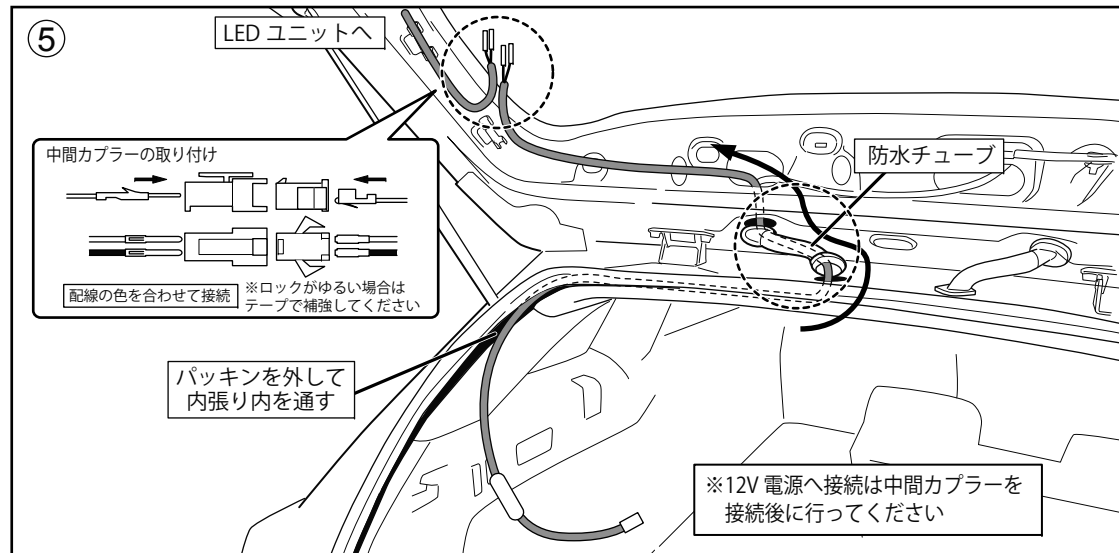 ⑤
LED ユニットへ
中間カプラーの取り付け
配線の色を合わせて接続
※ロックがゆるい場合は
テープで補強してください
防水チューブ
パッキンを外して
内張り内を通す
※12V 電源へ接続は中間カプラーを
接続後に行ってください